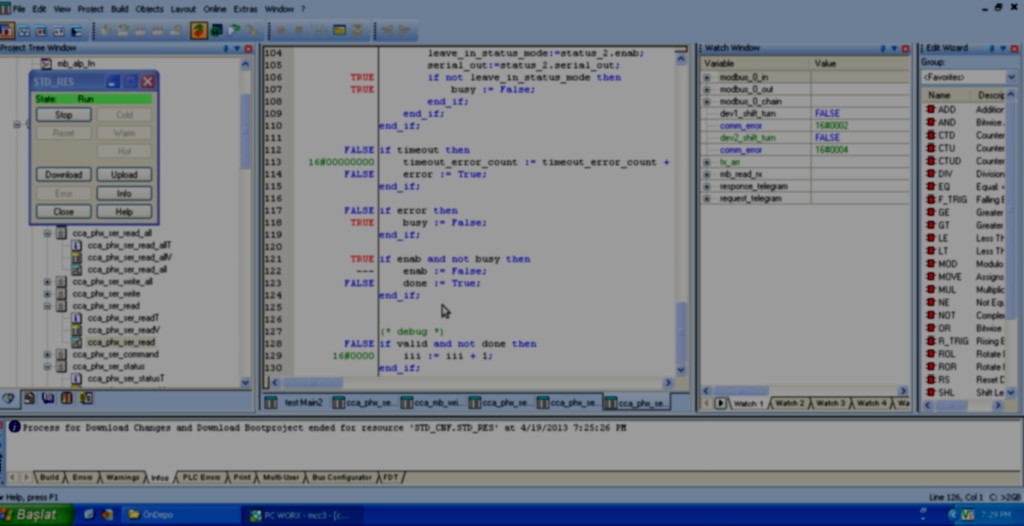 File Edit View Project Build Objects Layout Online Extras Window ?
Project Tree Window
mb_alp_fn
STD_RES
State: Run
Stop Cold
Reset Warm
Hot
Download Upload
Error Info
Close Help
cca_phx_ser_read_all
cca_phx_ser_read_allT
cca_phx_ser_read_allV
cca_phx_ser_read_all
cca_phx_ser_write_all
cca_phx_ser_write
cca_phx_ser_read
cca_phx_ser_readT
cca_phx_ser_readV
cca_phx_ser_read
cca_phx_ser_command
cca_phx_ser_status
cca_phx_ser_statusT
104 leave_in_status_mode:=status_2.enab;
105 serial_out:=status_2.serial_out;
106 TRUE if not leave_in_status_mode then
107 TRUE busy := False;
108 end_if;
109 end_if;
110 end_if;
111
112 FALSE if timeout then
113 16#00000000 timeout_error_count := timeout_error_count +
114 FALSE error := True;
115 end_if;
116
117 FALSE if error then
118 TRUE busy := False;
119 end_if;
120
121 TRUE if enab and not busy then
122 --- enab := False;
123 FALSE done := True;
124 end_if;
125
126
127 (* debug *)
128 FALSE if valid and not done then
129 16#0000 iii := iii + 1;
130 end_if;
test:Main2 cca_phx_se... cca_mb_wri... cca_phx_se... cca_phx_se... cca_phx_se...
Watch Window
Variable Value
modbus_0_in
modbus_0_out
modbus_0_chain
dev1_shift_turn FALSE
comm_error 16#0002
dev2_shift_turn FALSE
comm_error 16#0004
tx_arr
mb_read_rx
response_telegram
request_telegram
Watch 1 Watch 2 Watch 3 Watch 4 Wa
Edit Wizard
Group:
<Favorites>
Name Descrip
ADD Addition
AND Bitwise
CTD Counter
CTU Counter
CTUD Counter
DIV Division
EQ Equal =
F_TRIG Falling E
GE Greater
GT Greater
LE Less Th
LT Less Th
MOD Modulo
MOVE Assigns
MUL Multiplic
NE Not Eq.
NOT Complem
OR Bitwise
R_TRIG Rising E
ROL Rotate L
ROR Rotate R
RS Reset D
SHL Shift Le
Process for Download Changes and Download Bootproject ended for resource 'STD_CNF.STD_RES' at 4/19/2013 7:25:26 PM
Build Errors Warnings Infos PLC Errors Print Multi-User Bus Configurator FDT
Help, press F1
Line 126, Col 1 C: >2GB
Başlat ÖnDepo PC WORX - mcc3 - [c... 7:29 PM